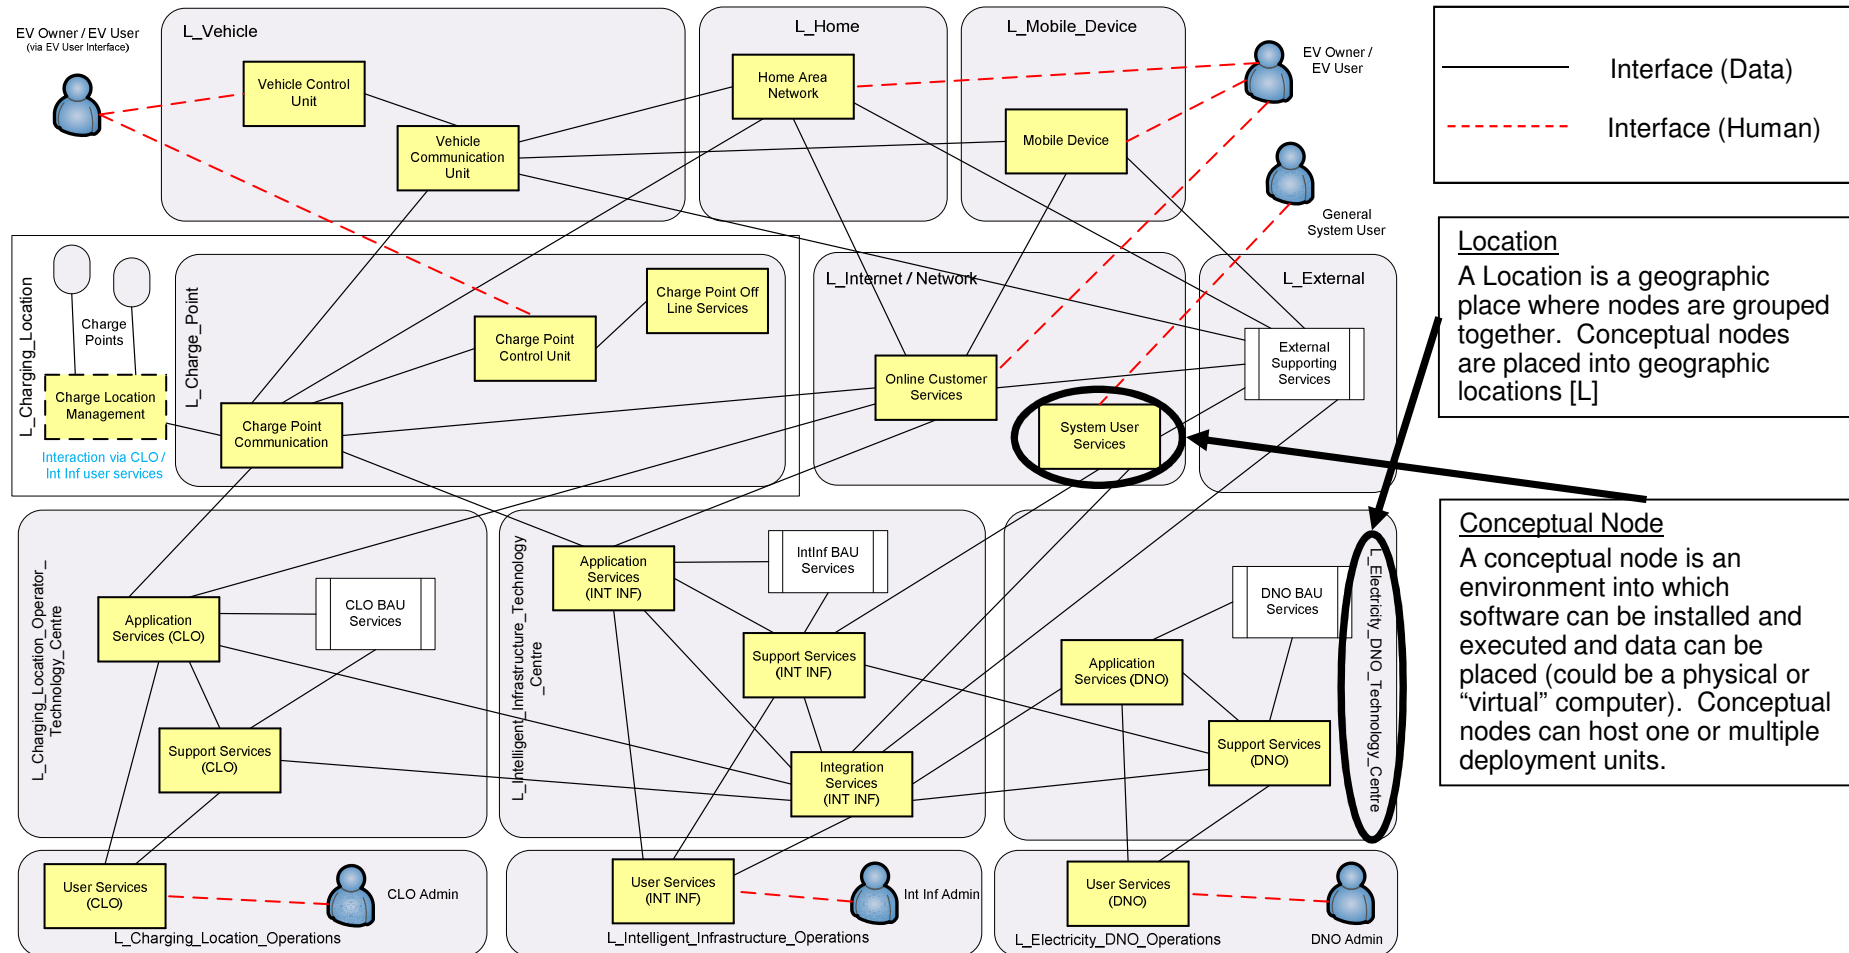 EV Owner / EV User
(via EV User Interface)
L_Vehicle
Vehicle Control
Unit
Vehicle
Communication
Unit
L_Home
Home Area
Network
L_Mobile_Device
Mobile Device
EV Owner /
EV User
General
System User
Interface (Data)
Interface (Human)
L_Charging_Location
Charge
Points
Charge Location
Management
Interaction via CLO /
Int Inf user services
L_Charge_Point
Charge Point Off
Line Services
Charge Point
Control Unit
Charge Point
Communication
L_Internet / Network
Online Customer
Services
System User
Services
L_External
External
Supporting
Services
Location
A Location is a geographic
place where nodes are grouped
together. Conceptual nodes
are placed into geographic
locations [L]
Conceptual Node
A conceptual node is an
environment into which
software can be installed and
executed and data can be
placed (could be a physical or
“virtual” computer). Conceptual
nodes can host one or multiple
deployment units.
L_Charging_Location_Operator_
Technology_Centre
Application
Services (CLO)
CLO BAU
Services
Support Services
(CLO)
L_Intelligent_Infrastructure_Technology
_Centre
Application
Services
(INT INF)
IntInf BAU
Services
Support Services
(INT INF)
Integration
Services
(INT INF)
DNO BAU
Services
Application
Services (DNO)
Support Services
(DNO)
L_Electricity_DNO_Technology_Centre
User Services
(CLO)
CLO Admin
L_Charging_Location_Operations
User Services
(INT INF)
Int Inf Admin
L_Intelligent_Infrastructure_Operations
User Services
(DNO)
DNO Admin
L_Electricity_DNO_Operations